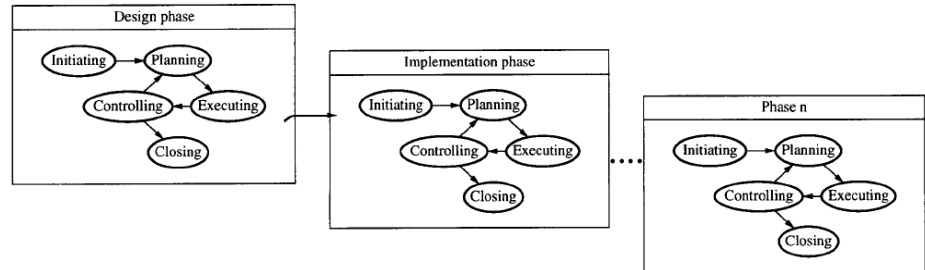 Design phase
Initiating
Planning
Controlling
Executing
Closing
Implementation phase
Initiating
Planning
Controlling
Executing
Closing
Phase n
Initiating
Planning
Controlling
Executing
Closing